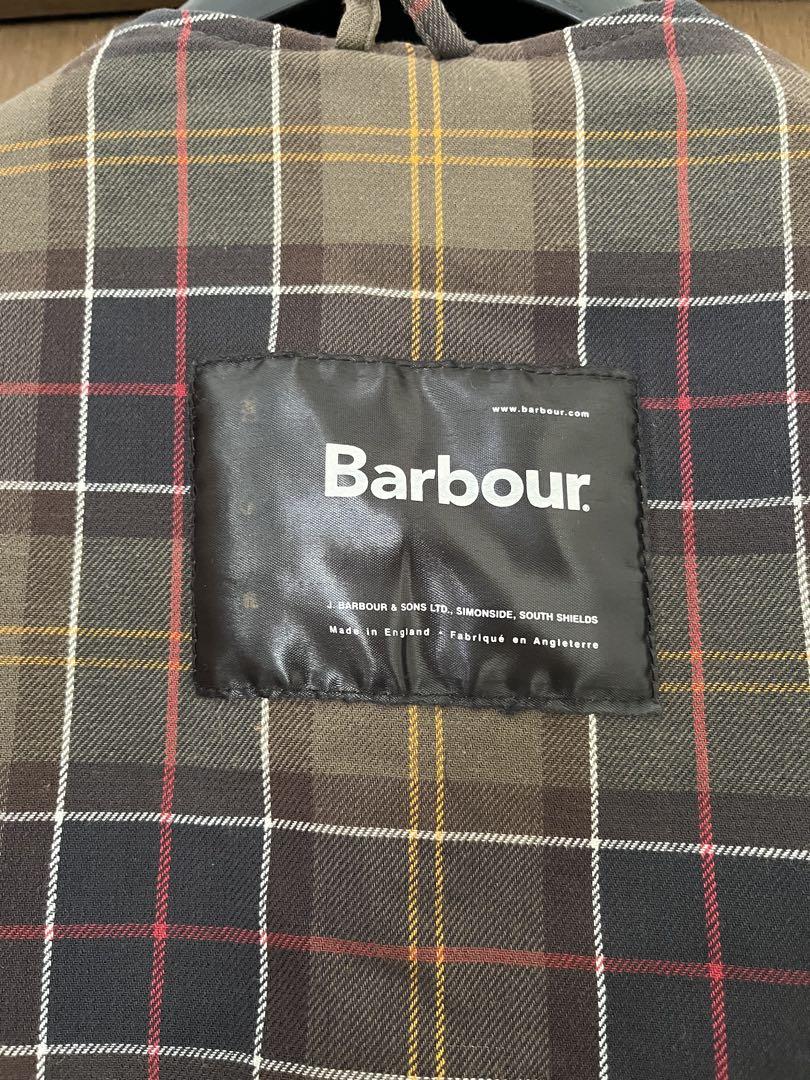 www.barbour.com
Barbour.
J. BARBOUR & SONS LTD., SIMONSIDE, SOUTH SHIELDS
Made in England • Fabriqué en Angleterre